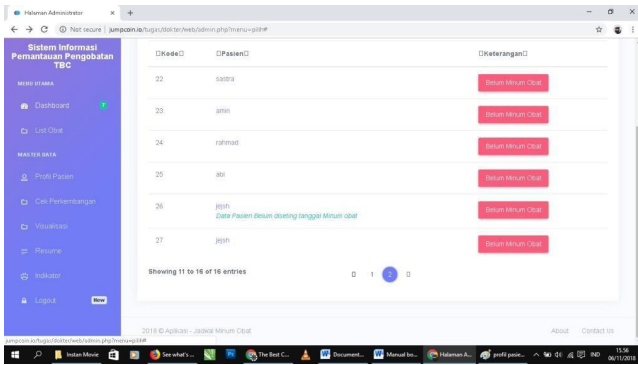 Halaman Administrator
Not secure | jumpcoin.io/tugas/dokter/web/admin.php?menu=pilih#
Sistem Informasi
Pemantauan Pengobatan
TBC
MENU UTAMA
Dashboard 7
List Obat
MASTER DATA
Profil Pasien
Cek Perkembangan
Visualisasi
Resume
Indikator
Logout New
Kode Pasien Keterangan
22 sastra Belum Minum Obat
23 amin Belum Minum Obat
24 rahmad Belum Minum Obat
25 abi Belum Minum Obat
26 jejsh Belum Minum Obat
Data Pasien Belum diseting tanggal Minum obat
27 jejsh Belum Minum Obat
Showing 11 to 16 of 16 entries
1 2
2018 © Aplikasi - Jadwal Minum Obat
About Contact Us
jumpcoin.io/tugas/dokter/web/admin.php?menu=pilih#
Instan Movie
See what's ...
The Best C...
Document...
Manual bo...
Halaman A...
profil pasie...
IND
15.56
06/11/2018